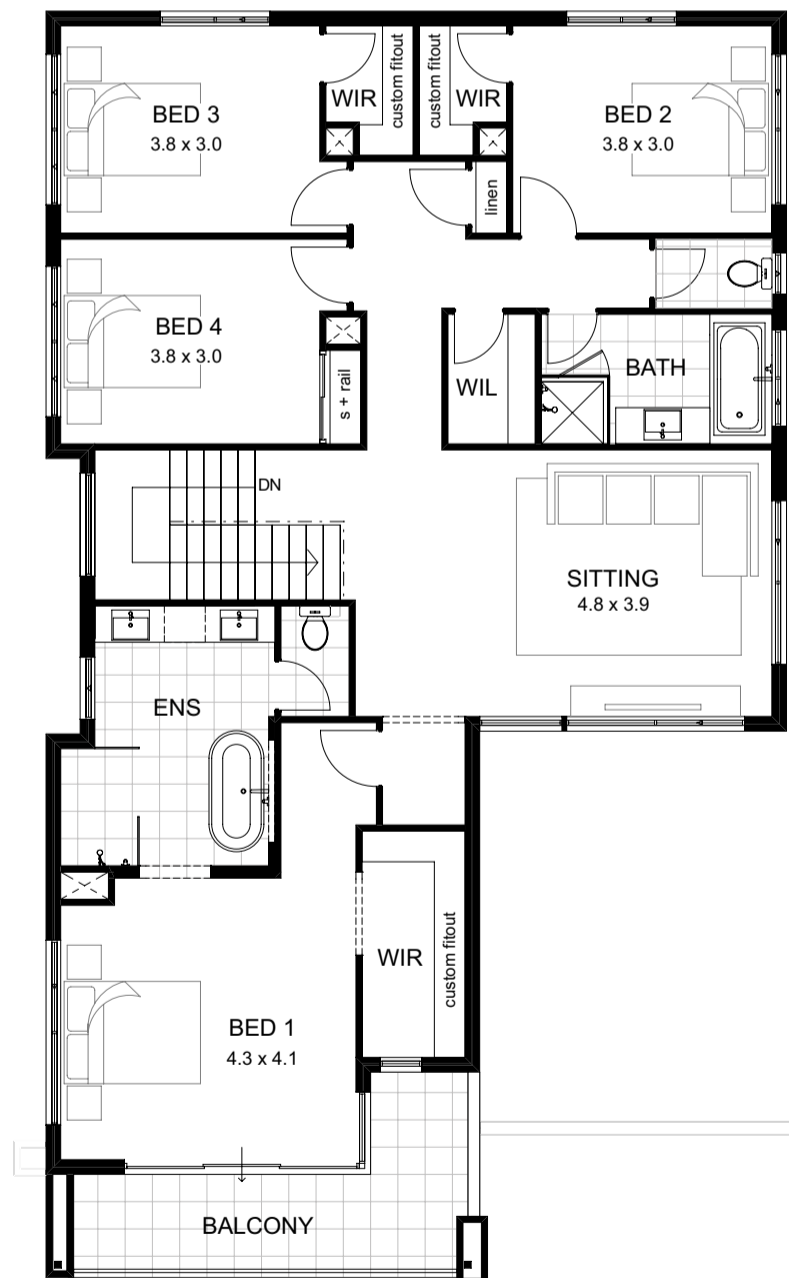 BED 3
3.8 x 3.0
WIR
custom fitout
custom fitout
WIR
BED 2
3.8 x 3.0
linen
BED 4
3.8 x 3.0
s + rail
WIL
BATH
DN
SITTING
4.8 x 3.9
ENS
WIR
custom fitout
BED 1
4.3 x 4.1
BALCONY